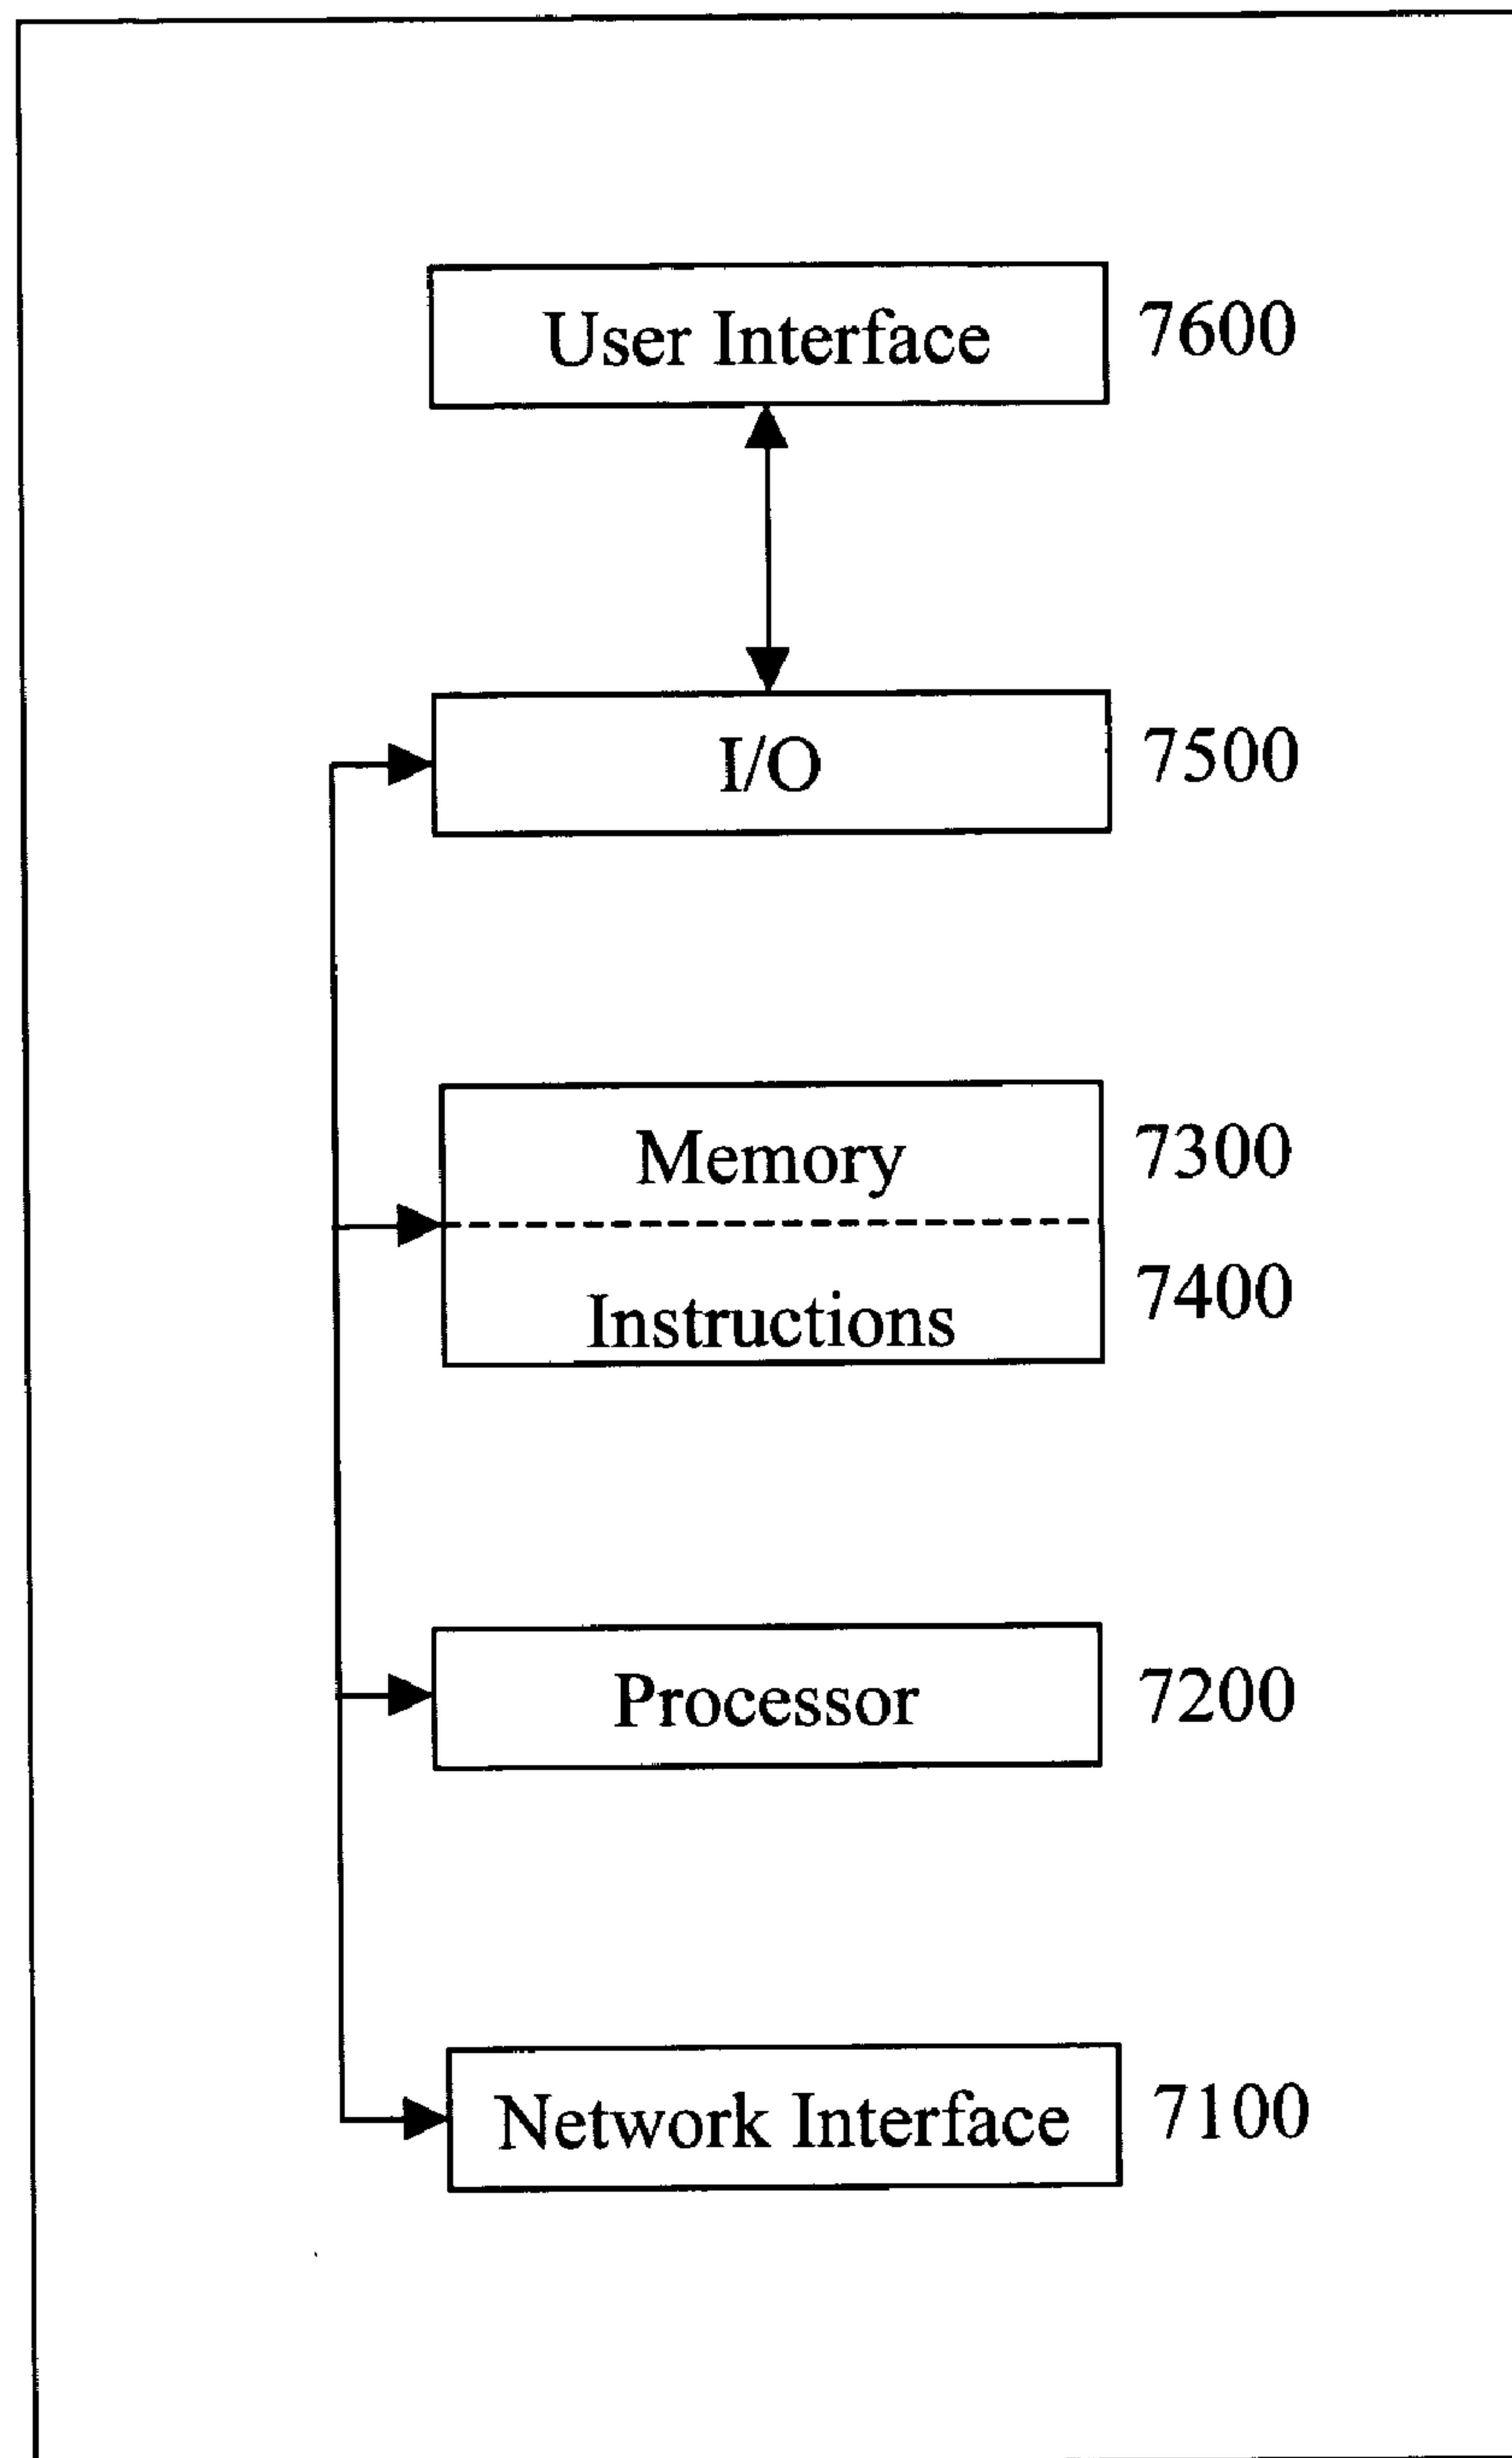 User Interface 7600
I/O 7500
Memory 7300
Instructions 7400
Processor 7200
Network Interface 7100